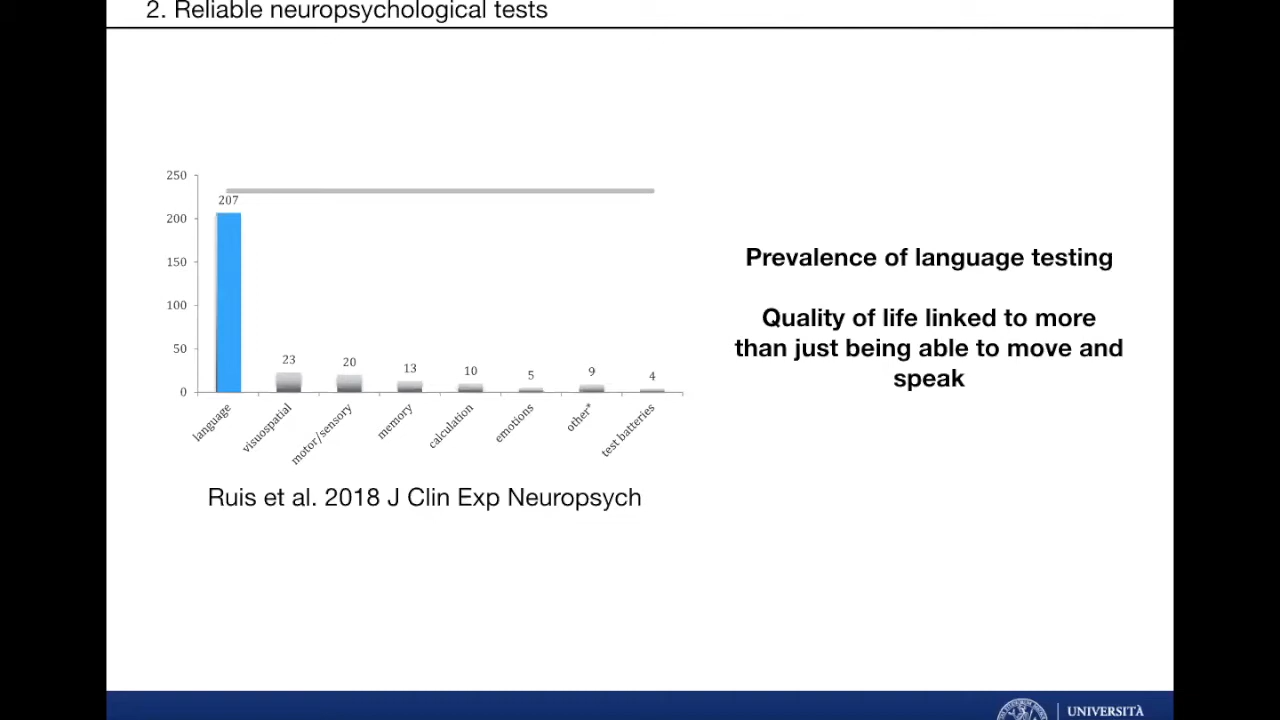 2. Reliable neuropsychological tests
250
200
150
100
50
0
207
23
20
13
10
5
9
4
language
visuospatial
motor/sensory
memory
calculation
emotions
other*
test batteries
Ruis et al. 2018 J Clin Exp Neuropsych
Prevalence of language testing
Quality of life linked to more
than just being able to move and
speak
UNIVERSITÀ